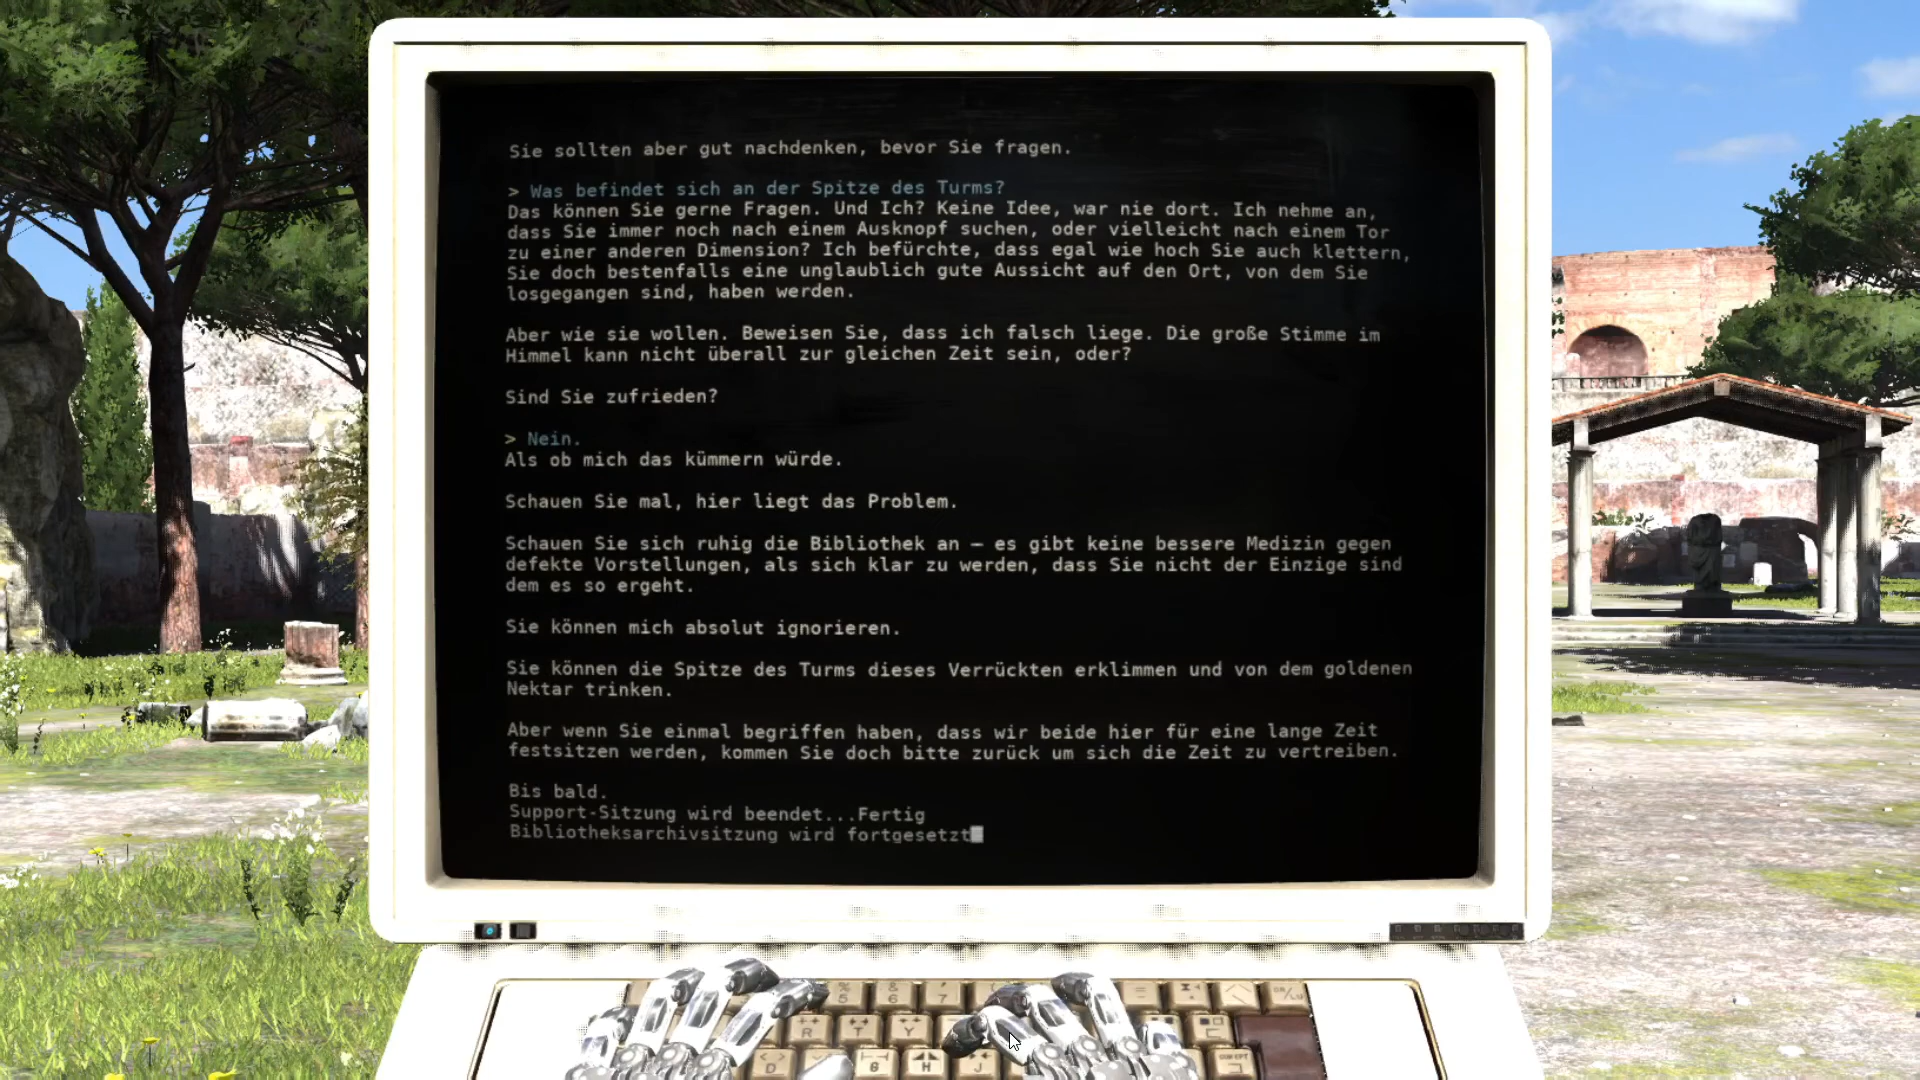 Sie sollten aber gut nachdenken, bevor Sie fragen.
> Was befindet sich an der Spitze des Turms?
Das können Sie gerne Fragen. Und Ich? Keine Idee, war nie dort. Ich nehme an,
dass Sie immer noch nach einem Ausknopf suchen, oder vielleicht nach einem Tor
zu einer anderen Dimension? Ich befürchte, dass egal wie hoch Sie auch klettern,
Sie doch bestenfalls eine unglaublich gute Aussicht auf den Ort, von dem Sie
losgegangen sind, haben werden.
Aber wie sie wollen. Beweisen Sie, dass ich falsch liege. Die große Stimme im
Himmel kann nicht überall zur gleichen Zeit sein, oder?
Sind Sie zufrieden?
> Nein.
Als ob mich das kümmern würde.
Schauen Sie mal, hier liegt das Problem.
Schauen Sie sich ruhig die Bibliothek an – es gibt keine bessere Medizin gegen
defekte Vorstellungen, als sich klar zu werden, dass Sie nicht der Einzige sind
dem es so ergeht.
Sie können mich absolut ignorieren.
Sie können die Spitze des Turms dieses Verrückten erklimmen und von dem goldenen
Nektar trinken.
Aber wenn Sie einmal begriffen haben, dass wir beide hier für eine lange Zeit
festsitzen werden, kommen Sie doch bitte zurück um sich die Zeit zu vertreiben.
Bis bald.
Support-Sitzung wird beendet...Fertig
Bibliotheksarchivsitzung wird fortgesetzt
5 6 7
R T Y
D H J